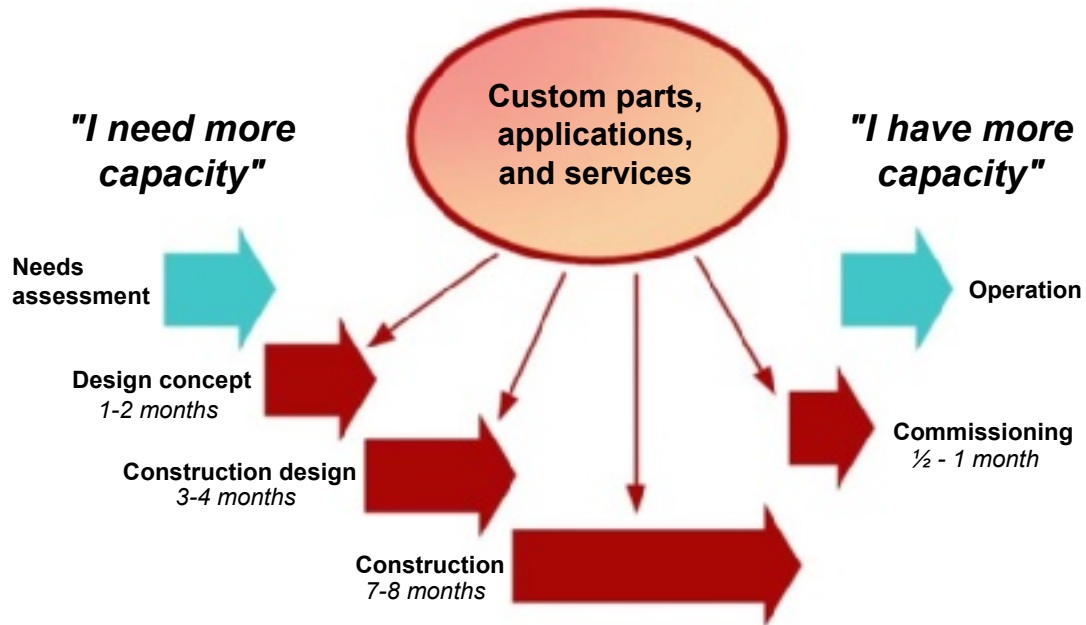 Custom parts,
applications,
and services
"I need more
capacity"
"I have more
capacity"
Needs
assessment
Operation
Design concept
1-2 months
Commissioning
½ - 1 month
Construction design
3-4 months
Construction
7-8 months